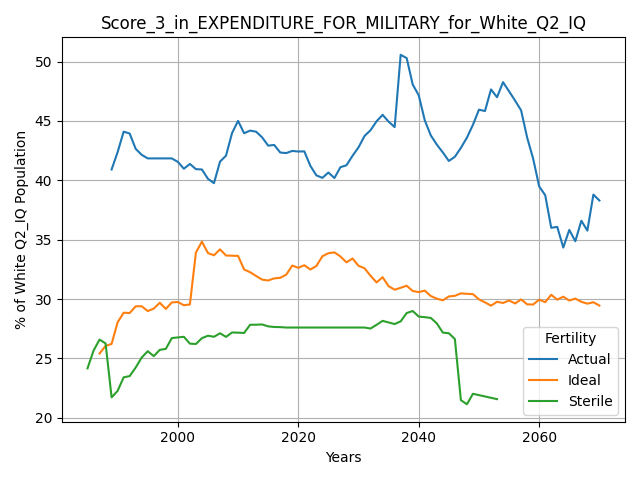 Score_3_in_EXPENDITURE_FOR_MILITARY_for_White_Q2_IQ
% of White Q2_IQ Population
50
45
40
35
30
25
20
2000
2020
2040
2060
Years
Fertility
Actual
Ideal
Sterile